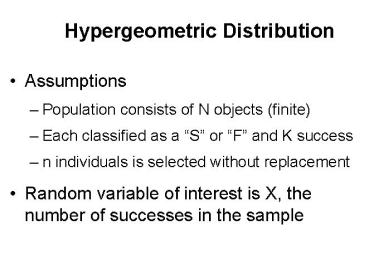 Hypergeometric Distribution
• Assumptions
– Population consists of N objects (finite)
– Each classified as a “S” or “F” and K success
– n individuals is selected without replacement
• Random variable of interest is X, the
number of successes in the sample